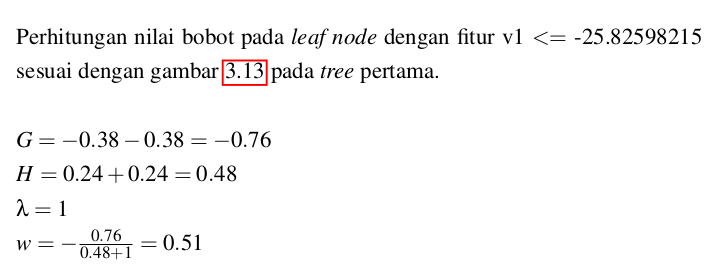 Perhitungan nilai bobot pada leaf node dengan fitur v1 <= -25.82598215
sesuai dengan gambar 3.13 pada tree pertama.
G = −0.38 − 0.38 = −0.76
H = 0.24 + 0.24 = 0.48
λ = 1
w = −\frac{0.76}{0.48+1} = 0.51